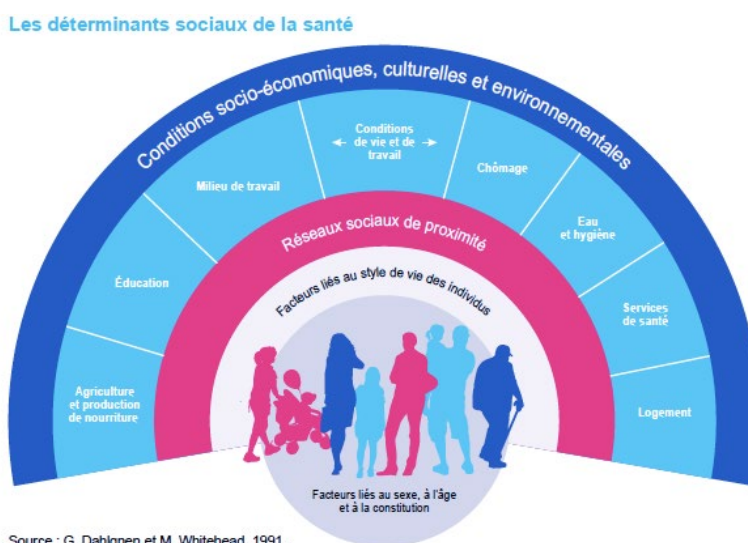 Les déterminants sociaux de la santé
Conditions socio-économiques, culturelles et environnementales
Agriculture
et production
de nourriture
Éducation
Milieu de travail
Conditions
de vie et de
travail
Chômage
Eau
et hygiène
Services
de santé
Logement
Réseaux sociaux de proximité
Facteurs liés au style de vie des individus
Facteurs liés au sexe, à l'âge
et à la constitution
Source : G. Dahlgnen et M. Whitehead, 1991